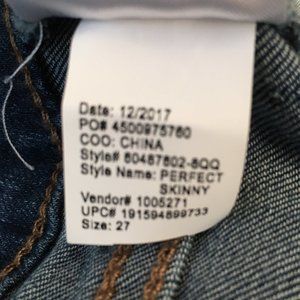 Date: 12/2017
PO# 4500975760
COO: CHINA
Style# 60487802-8QQ
Style Name: PERFECT
SKINNY
Vendor# 1005271
UPC# 191594899733
Size: 27